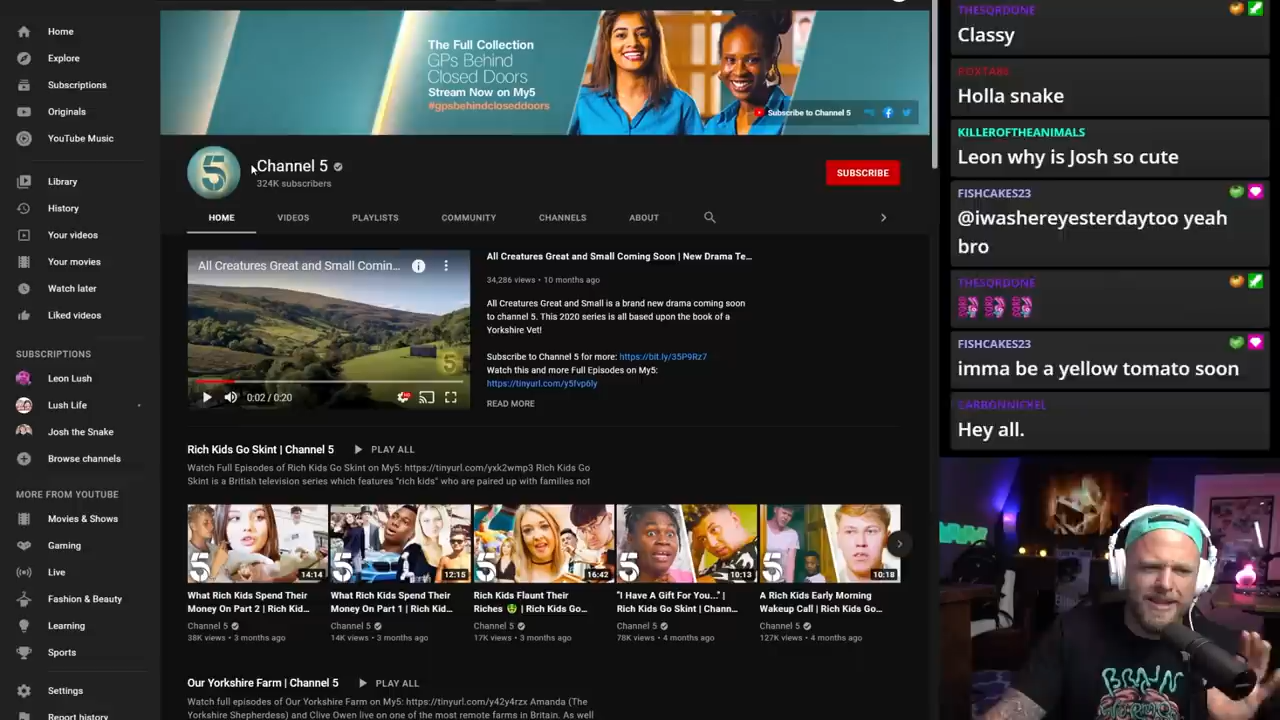 Home
Explore
Subscriptions
Originals
YouTube Music
Library
History
Your videos
Your movies
Watch later
Liked videos
SUBSCRIPTIONS
Leon Lush
Lush Life
Josh the Snake
Browse channels
MORE FROM YOUTUBE
Movies & Shows
Gaming
Live
Fashion & Beauty
Learning
Sports
Settings
Report history
The Full Collection
GPs Behind
Closed Doors
Stream Now on My5
#gpsbehindcloseddoors
Subscribe to Channel 5
5
Channel 5
324K subscribers
SUBSCRIBE
HOME
VIDEOS
PLAYLISTS
COMMUNITY
CHANNELS
ABOUT
All Creatures Great and Small Comin...
0:02 / 0:20
All Creatures Great and Small Coming Soon | New Drama Te...
34,286 views • 10 months ago
All Creatures Great and Small is a brand new drama coming soon
to channel 5. This 2020 series is all based upon the book of a
Yorkshire Vet!
Subscribe to Channel 5 for more: https://bit.ly/35P9Rz7
Watch this and more Full Episodes on My5:
https://tinyurl.com/y5fvp6ly
READ MORE
Rich Kids Go Skint | Channel 5
PLAY ALL
Watch Full Episodes of Rich Kids Go Skint on My5: https://tinyurl.com/yxk2wmp3 Rich Kids Go
Skint is a British television series which features "rich kids" who are paired up with families not
5 14:14
5 12:15
5 16:42
5 10:13
5 10:18
What Rich Kids Spend Their
Money On Part 2 | Rich Kid...
Channel 5
38K views • 3 months ago
What Rich Kids Spend Their
Money On Part 1 | Rich Kid...
Channel 5
14K views • 3 months ago
Rich Kids Flaunt Their
Riches 🤑 | Rich Kids Go...
Channel 5
17K views • 3 months ago
"I Have A Gift For You..." |
Rich Kids Go Skint | Chann...
Channel 5
78K views • 4 months ago
A Rich Kids Early Morning
Wakeup Call | Rich Kids Go...
Channel 5
127K views • 4 months ago
Our Yorkshire Farm | Channel 5
PLAY ALL
Watch full episodes of Our Yorkshire Farm on My5: https://tinyurl.com/y42y4rzx Amanda (The
Yorkshire Shepherdess) and Clive Owen live on one of the most remote farms in Britain. As well
THESQRDONE
Classy
Holla snake
KILLEROFTHEANIMALS
Leon why is Josh so cute
FISHCAKES23
@iwashereyesterdaytoo yeah
bro
THESQRDONE
FISHCAKES23
imma be a yellow tomato soon
CARBONNICKEL
Hey all.
BRAIN